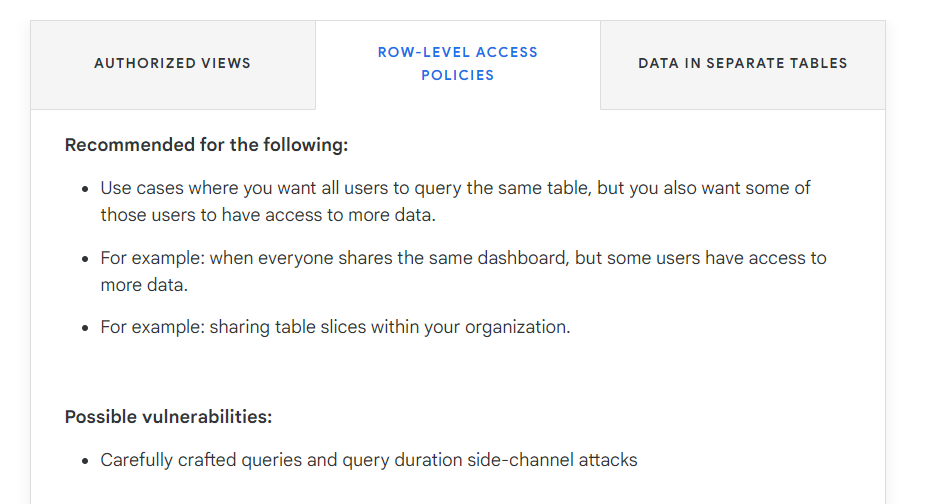 AUTHORIZED VIEWS
ROW-LEVEL ACCESS
POLICIES
DATA IN SEPARATE TABLES
Recommended for the following:
• Use cases where you want all users to query the same table, but you also want some of
those users to have access to more data.
• For example: when everyone shares the same dashboard, but some users have access to
more data.
• For example: sharing table slices within your organization.
Possible vulnerabilities:
• Carefully crafted queries and query duration side-channel attacks